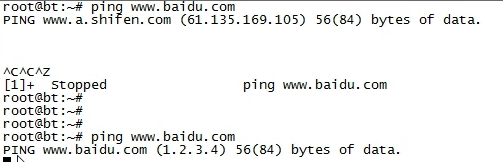 root@bt:~# ping www.baidu.com
PING www.a.shifen.com (61.135.169.105) 56(84) bytes of data.
^C^C^Z
[1]+  Stopped                 ping www.baidu.com
root@bt:~#
root@bt:~#
root@bt:~#
root@bt:~# ping www.baidu.com
PING www.baidu.com (1.2.3.4) 56(84) bytes of data.